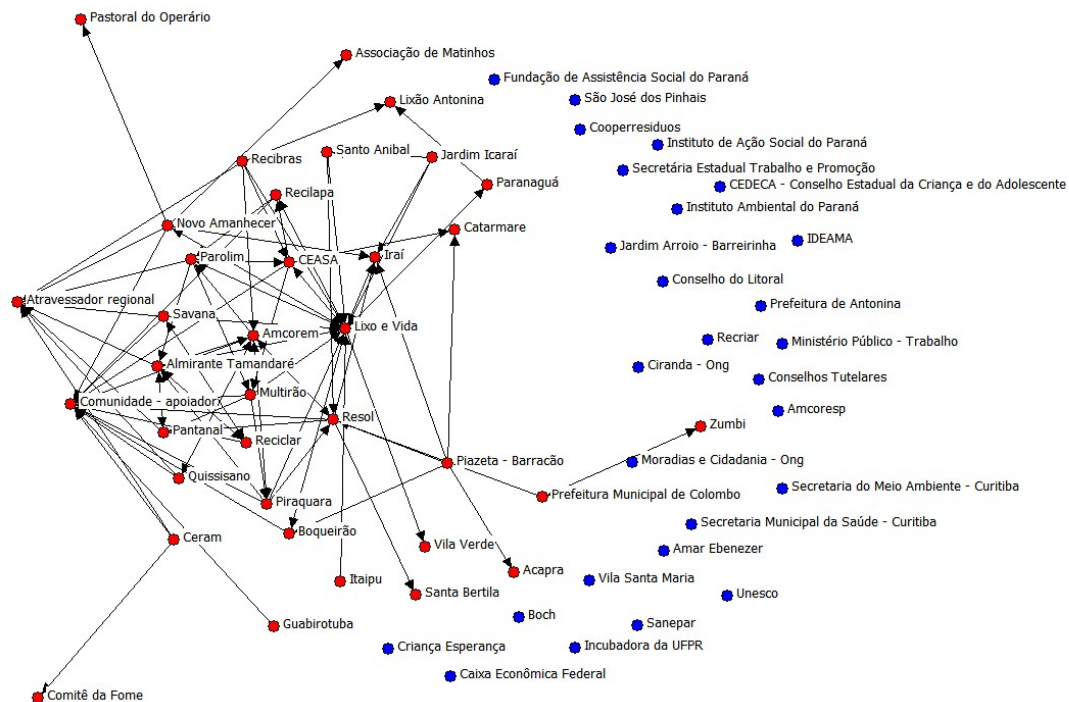 Pastoral do Operário
Associação de Matinhos
Fundação de Assistência Social do Paraná
São José dos Pinhais
Lixão Antonina
Cooperresiduos
Instituto de Ação Social do Paraná
Santo Anibal
Jardim Icaraí
Recibras
Secretária Estadual Trabalho e Promoção
Paranaguá
CEDECA - Conselho Estadual da Criança e do Adolescente
Recilapa
Instituto Ambiental do Paraná
Novo Amanhecer
Catarmare
IDEAMA
Jardim Arroio - Barreirinha
Parolim
CEASA
Iraí
Conselho do Litoral
Atravessador regional
Prefeitura de Antonina
Savana
Lixo e Vida
Amcorem
Recriar
Ministério Público - Trabalho
Almirante Tamandaré
Ciranda - Ong
Conselhos Tutelares
Multirão
Comunidade - apoiador
Amcoresp
Resol
Zumbi
Pantanal
Reciclar
Piazeta - Barracão
Moradias e Cidadania - Ong
Quissisano
Secretaria do Meio Ambiente - Curitiba
Prefeitura Municipal de Colombo
Piraquara
Secretaria Municipal da Saúde - Curitiba
Boqueirão
Ceram
Vila Verde
Amar Ebenezer
Acapra
Itaipu
Vila Santa Maria
Santa Bertila
Unesco
Boch
Guabirotuba
Sanepar
Criança Esperança
Incubadora da UFPR
Caixa Econômica Federal
Comitê da Fome